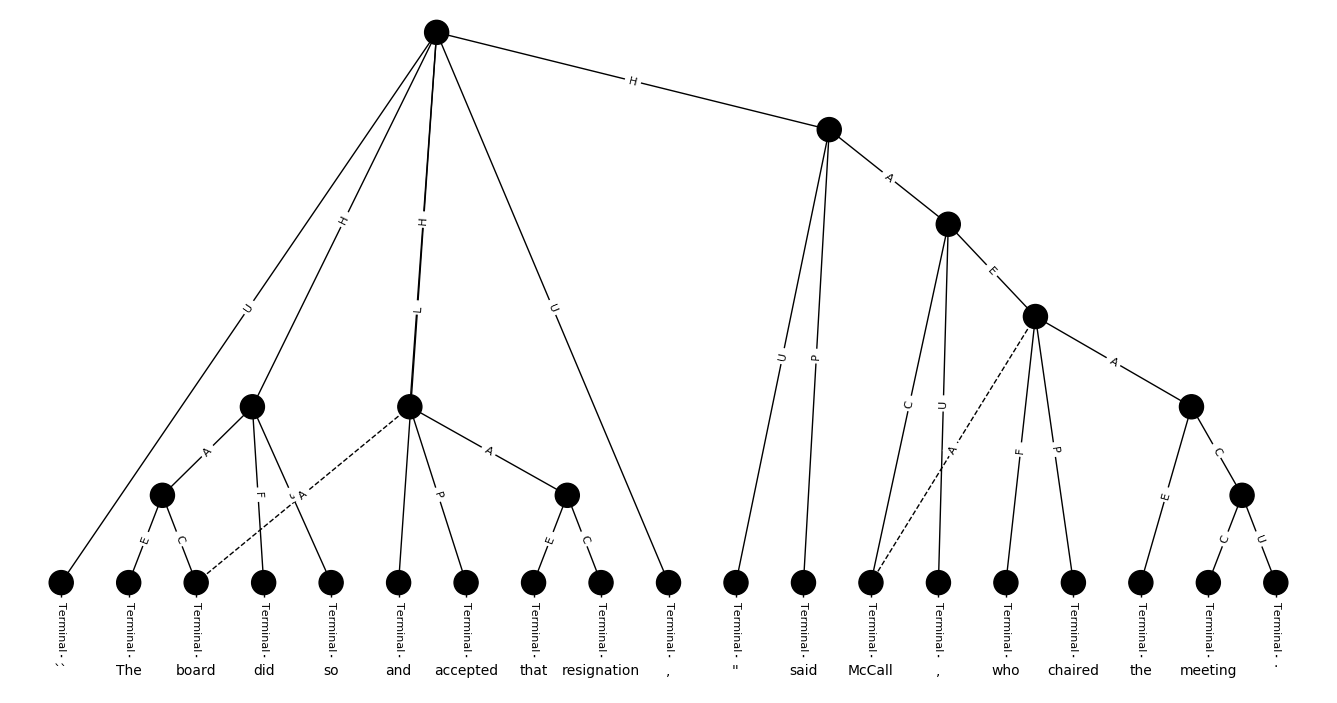 H
A
H
U
H
E
L
U
U
P
C
U
A
A
A
A
F
P
C
F
A
P
E
E
C
E
C
C
U
Terminal Terminal Terminal Terminal Terminal Terminal Terminal Terminal Terminal Terminal Terminal Terminal Terminal Terminal Terminal Terminal Terminal Terminal Terminal
`` The board did so and accepted that resignation , " said McCall , who chaired the meeting .